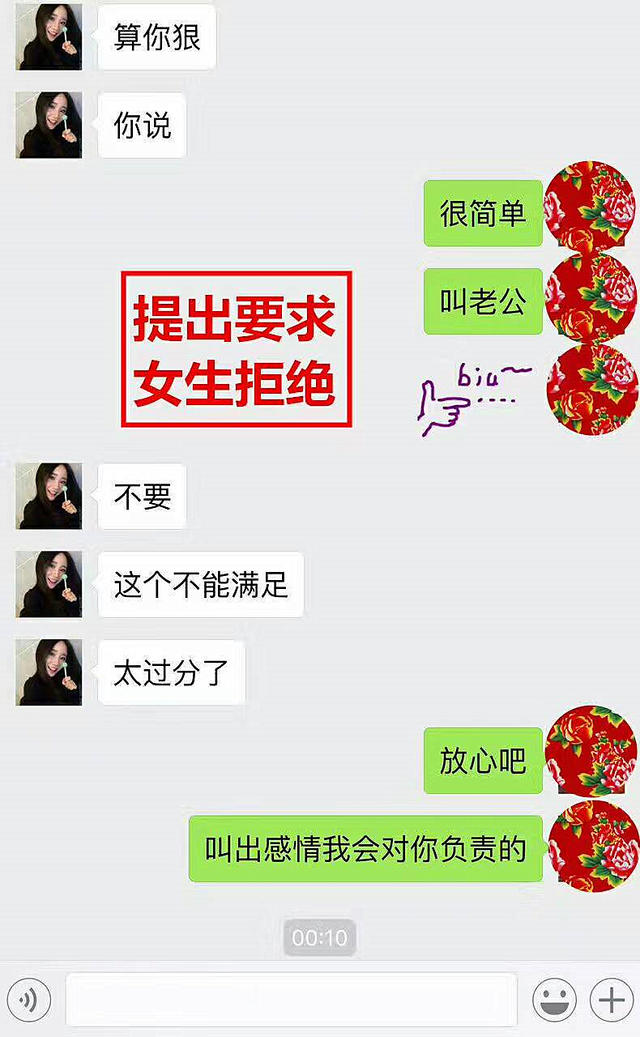 算你狠
你说
很简单
叫老公
提出要求
女生拒绝
biu~
不要
这个不能满足
太过分了
放心吧
叫出感情我会对你负责的
00:10